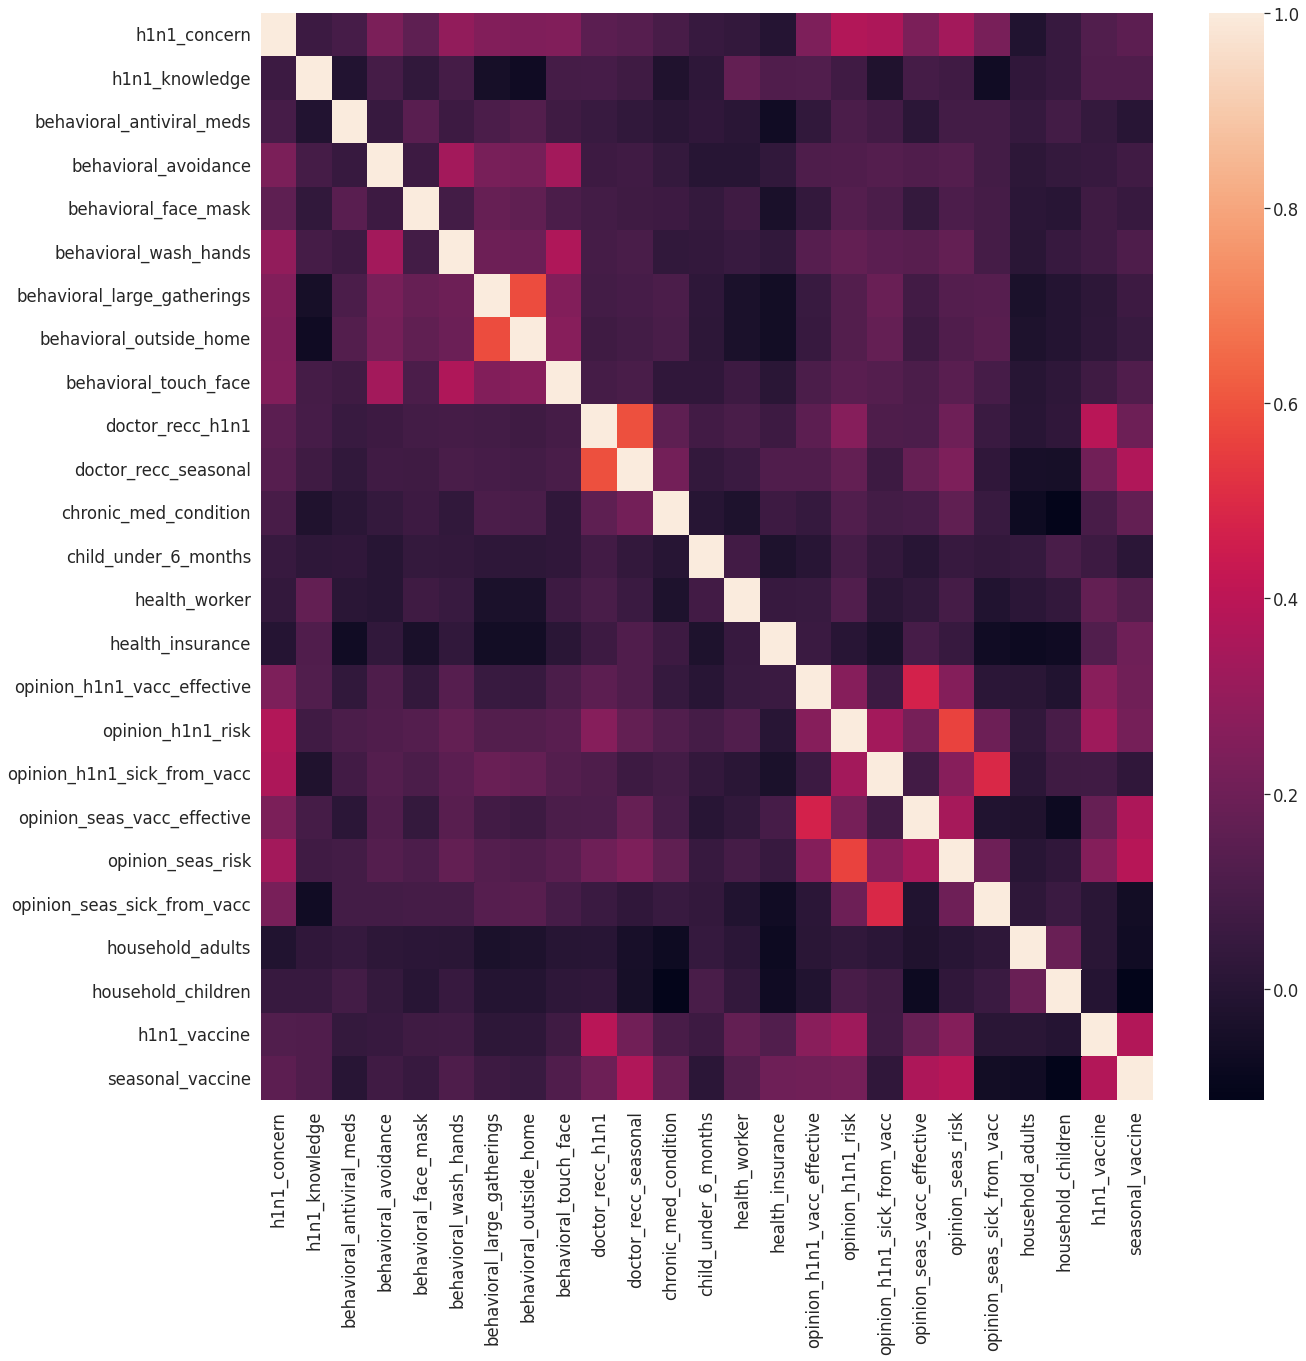 h1n1_concern
h1n1_knowledge
behavioral_antiviral_meds
behavioral_avoidance
behavioral_face_mask
behavioral_wash_hands
behavioral_large_gatherings
behavioral_outside_home
behavioral_touch_face
doctor_recc_h1n1
doctor_recc_seasonal
chronic_med_condition
child_under_6_months
health_worker
health_insurance
opinion_h1n1_vacc_effective
opinion_h1n1_risk
opinion_h1n1_sick_from_vacc
opinion_seas_vacc_effective
opinion_seas_risk
opinion_seas_sick_from_vacc
household_adults
household_children
h1n1_vaccine
seasonal_vaccine
h1n1_concern
h1n1_knowledge
behavioral_antiviral_meds
behavioral_avoidance
behavioral_face_mask
behavioral_wash_hands
behavioral_large_gatherings
behavioral_outside_home
behavioral_touch_face
doctor_recc_h1n1
doctor_recc_seasonal
chronic_med_condition
child_under_6_months
health_worker
health_insurance
opinion_h1n1_vacc_effective
opinion_h1n1_risk
opinion_h1n1_sick_from_vacc
opinion_seas_vacc_effective
opinion_seas_risk
opinion_seas_sick_from_vacc
household_adults
household_children
h1n1_vaccine
seasonal_vaccine
1.0
0.8
0.6
0.4
0.2
0.0